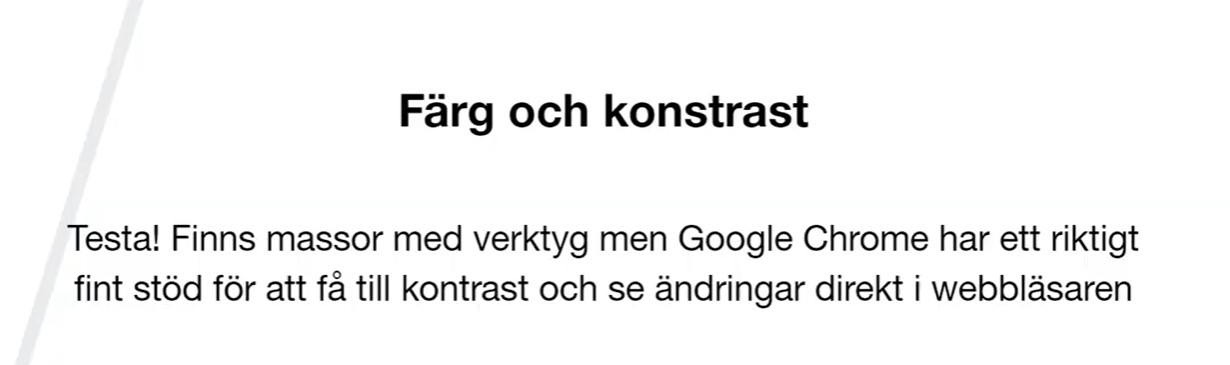 Färg och konstrast
Testa! Finns massor med verktyg men Google Chrome har ett riktigt
fint stöd för att få till kontrast och se ändringar direkt i webbläsaren